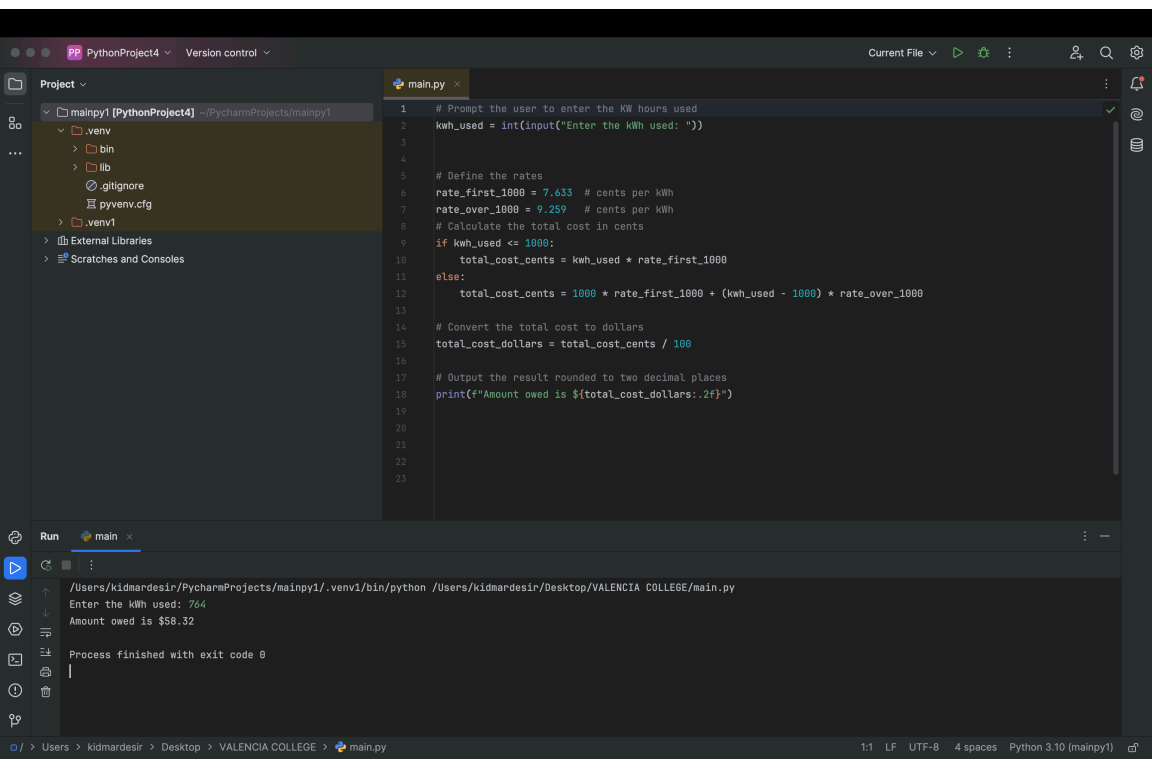 PP PythonProject4 Version control Current File
Project
main.py
mainpy1 [PythonProject4] ~/PycharmProjects/mainpy1
.venv
bin
lib
.gitignore
pyvenv.cfg
.venv1
External Libraries
Scratches and Consoles
1 # Prompt the user to enter the KW hours used
2 kwh_used = int(input("Enter the kWh used: "))
3
4
5 # Define the rates
6 rate_first_1000 = 7.633 # cents per kWh
7 rate_over_1000 = 9.259 # cents per kWh
8 # Calculate the total cost in cents
9 if kwh_used <= 1000:
10 total_cost_cents = kwh_used * rate_first_1000
11 else:
12 total_cost_cents = 1000 * rate_first_1000 + (kwh_used - 1000) * rate_over_1000
13
14 # Convert the total cost to dollars
15 total_cost_dollars = total_cost_cents / 100
16
17 # Output the result rounded to two decimal places
18 print(f"Amount owed is ${total_cost_dollars:.2f}")
19
20
21
22
23
Run main
/Users/kidmardesir/PycharmProjects/mainpy1/.venv1/bin/python /Users/kidmardesir/Desktop/VALENCIA COLLEGE/main.py
Enter the kWh used: 764
Amount owed is $58.32
Process finished with exit code 0
/ > Users > kidmardesir > Desktop > VALENCIA COLLEGE > main.py 1:1 LF UTF-8 4 spaces Python 3.10 (mainpy1)